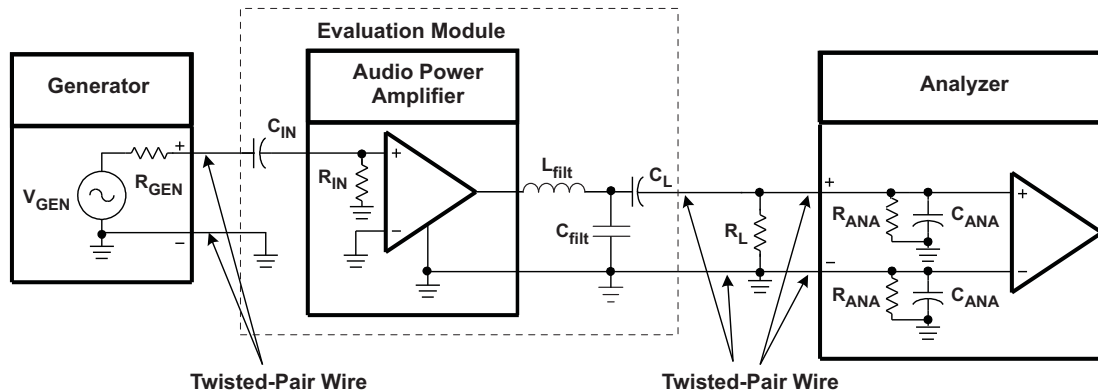 Evaluation Module
Generator
Audio Power
Amplifier
Analyzer
C_IN
+
R_GEN
V_GEN
−
R_IN
+
−
L_filt
C_filt
C_L
R_L
+
R_ANA
C_ANA
+
−
R_ANA
C_ANA
−
Twisted-Pair Wire
Twisted-Pair Wire